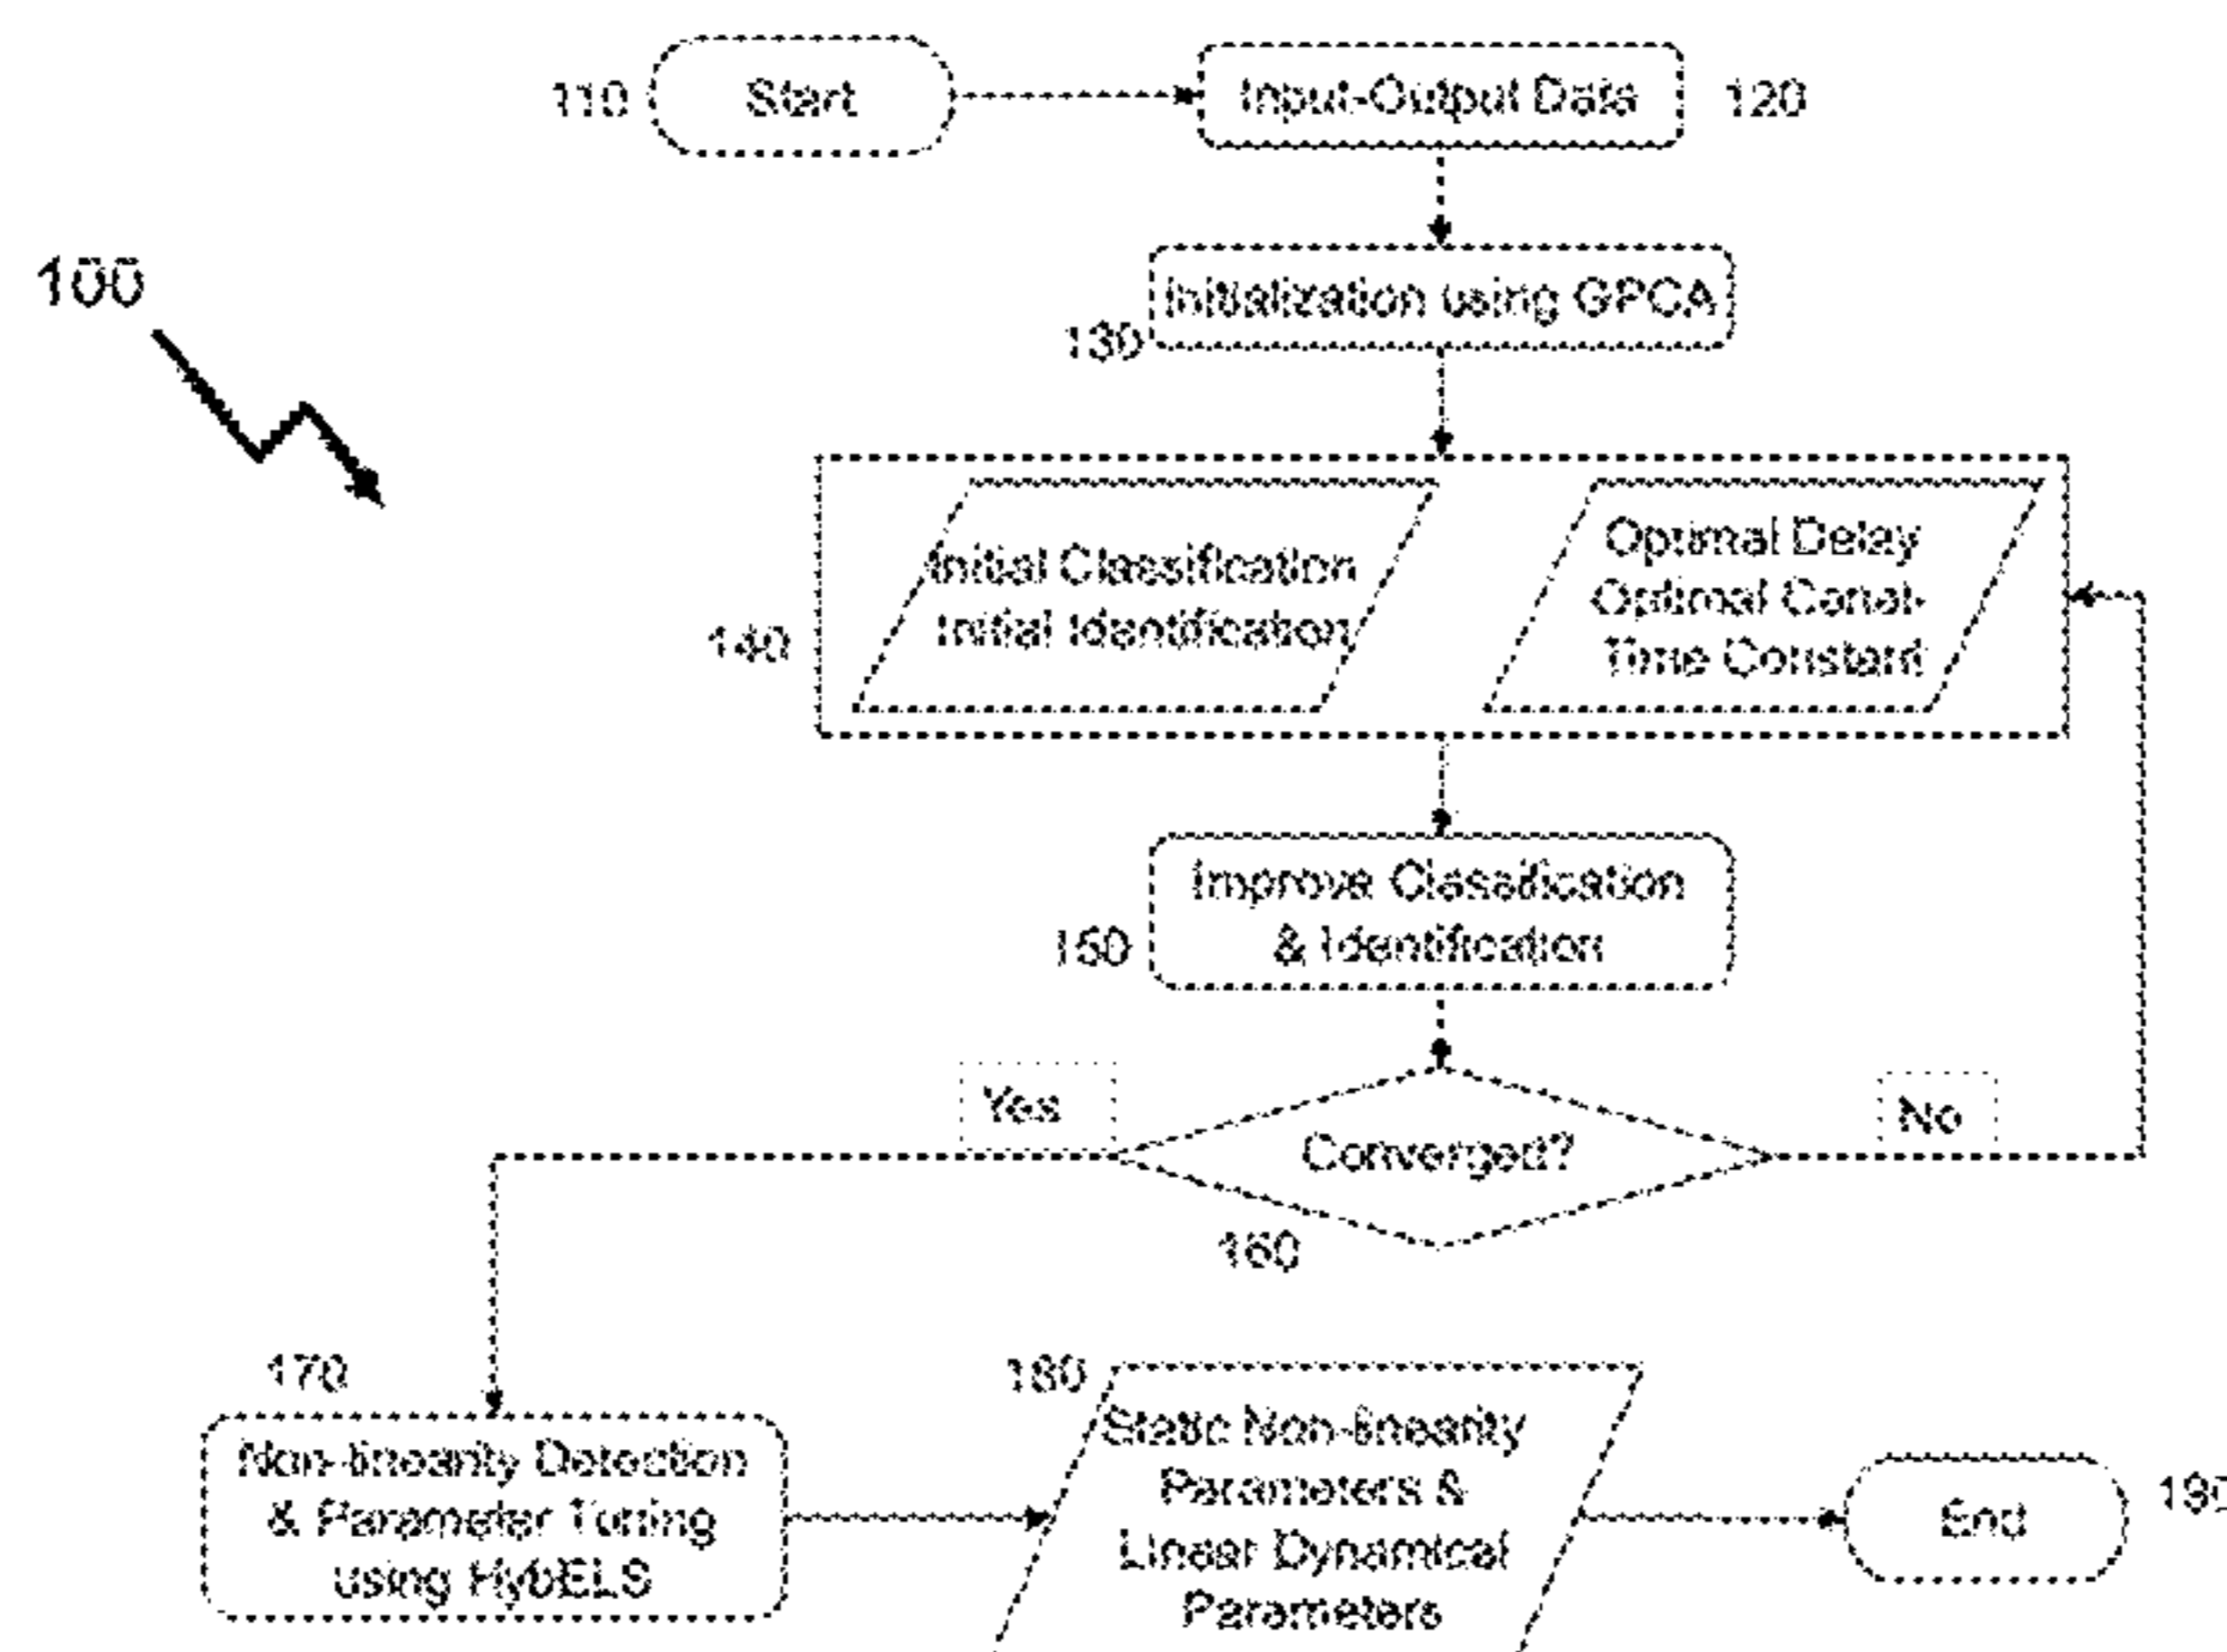 110
Start
Input-Output Data
120
100
Initialization using GPCA
130
Initial Classification
Initial Identification
Optimal Delay
Optimal Canal-
Time Constant
140
Improve Classification
& Identification
150
Yes
No
Converged?
160
170
Non-linearity Detection
& Parameter Tuning
using HybELS
180
Static Non-linearity
Parameters &
Linear Dynamical
Parameters
End
190